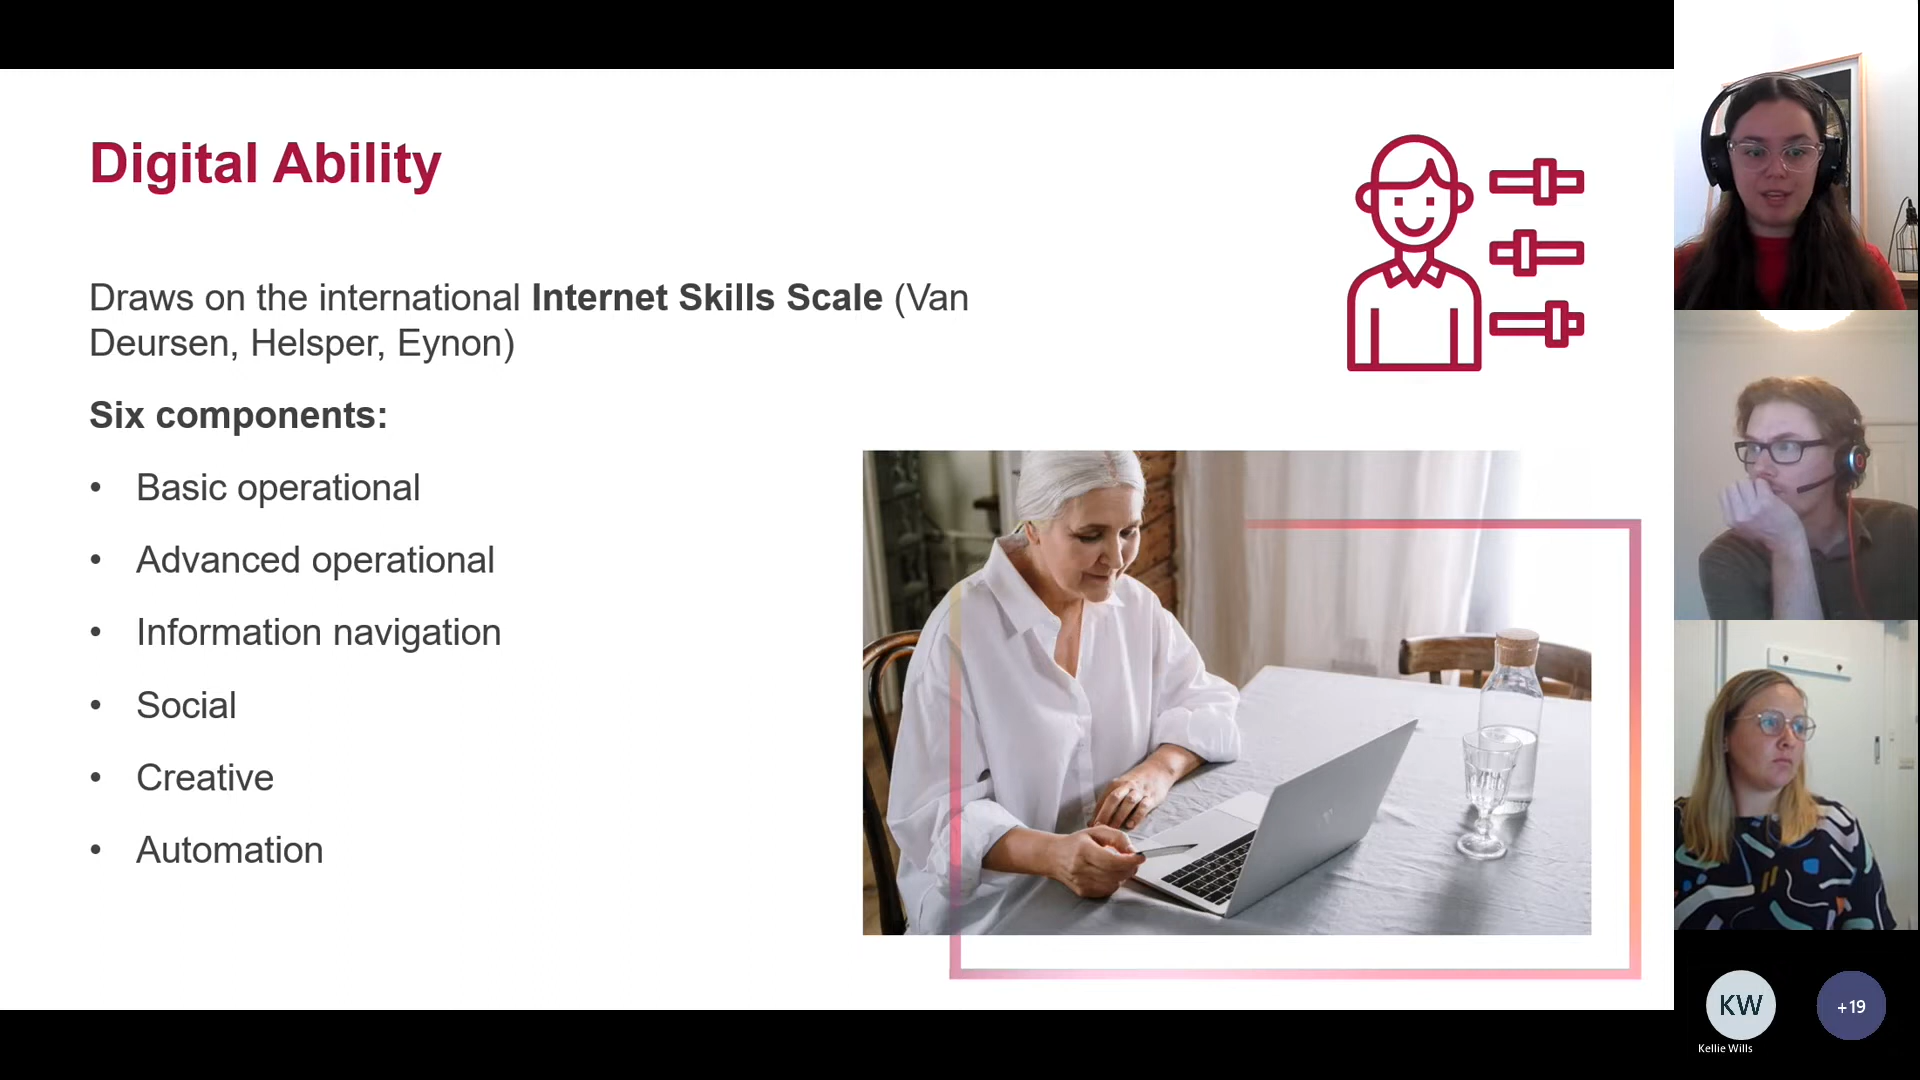 Digital Ability
Draws on the international Internet Skills Scale (Van
Deursen, Helsper, Eynon)
Six components:
• Basic operational
• Advanced operational
• Information navigation
• Social
• Creative
• Automation
KW
+19
Kellie Wills